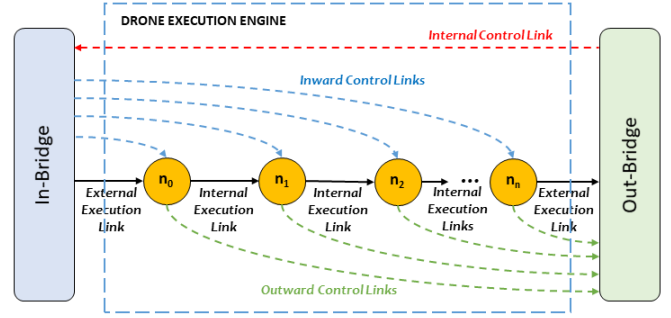 DRONE EXECUTION ENGINE
Internal Control Link
Inward Control Links
In-Bridge
Out-Bridge
n0
n1
n2
...
nn
External
Execution
Link
Internal
Execution
Link
Internal
Execution
Link
Internal
Execution
Links
External
Execution
Link
Outward Control Links